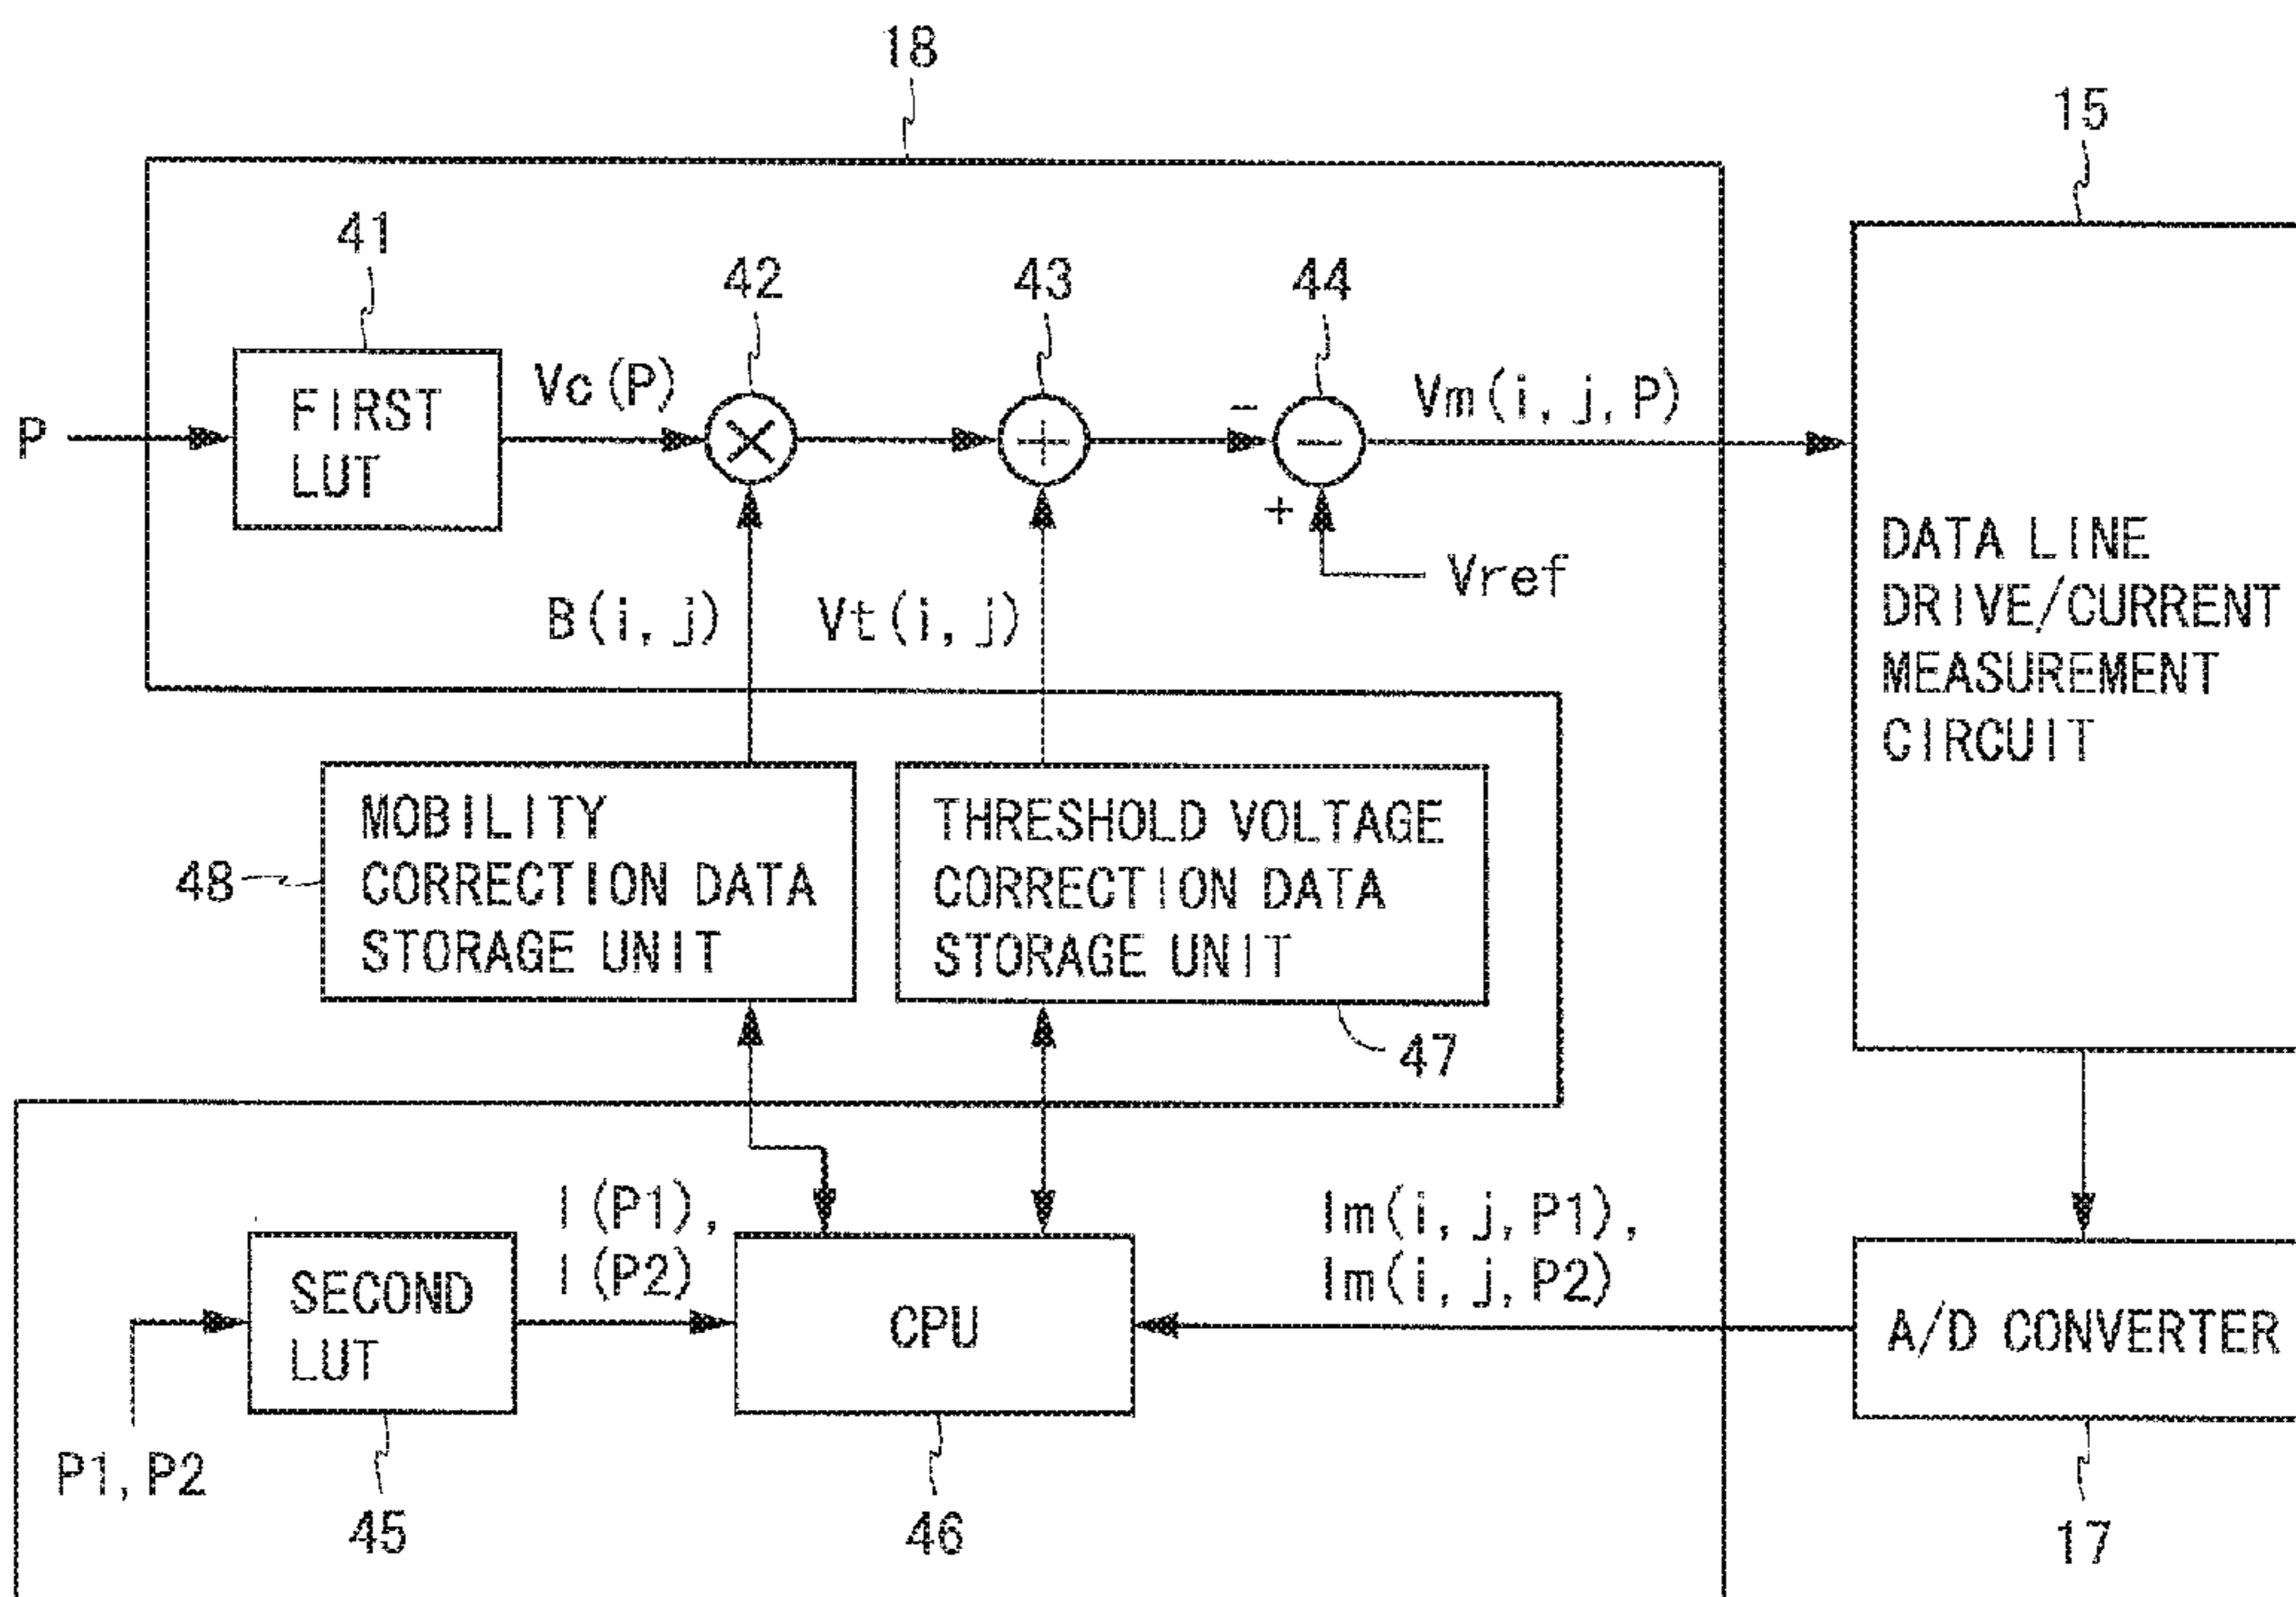 18
15
41
42
43
44
P
FIRST
LUT
Vc(P)
×
+
-
-
+
Vm(i, j, P)
Vref
B(i, j)
Vt(i, j)
DATA LINE
DRIVE/CURRENT
MEASUREMENT
CIRCUIT
48
MOBILITY
CORRECTION DATA
STORAGE UNIT
THRESHOLD VOLTAGE
CORRECTION DATA
STORAGE UNIT
47
I(P1),
I(P2)
Im(i, j, P1),
Im(i, j, P2)
SECOND
LUT
CPU
A/D CONVERTER
P1, P2
45
46
17